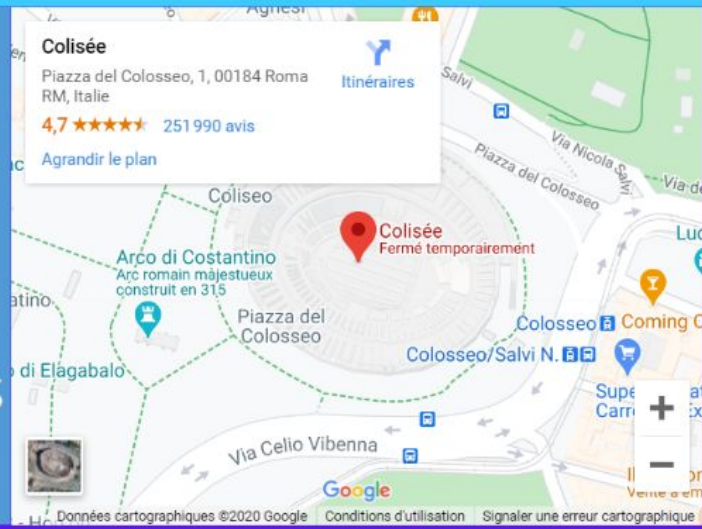 Colisée
Piazza del Colosseo, 1, 00184 Roma
RM, Italie
Itinéraires
4,7 ★★★★⯪ 251 990 avis
Agrandir le plan
Salvi
Via Nicola Salvi
Piazza del Colosseo
Coliseo
Colisée
Fermé temporairement
Arco di Costantino
Arc romain majestueux
construit en 315
Piazza del
Colosseo
Colosseo
Coming
Colosseo/Salvi N.
di Elagabalo
Via Celio Vibenna
Google
Données cartographiques ©2020 Google
Conditions d'utilisation
Signaler une erreur cartographique